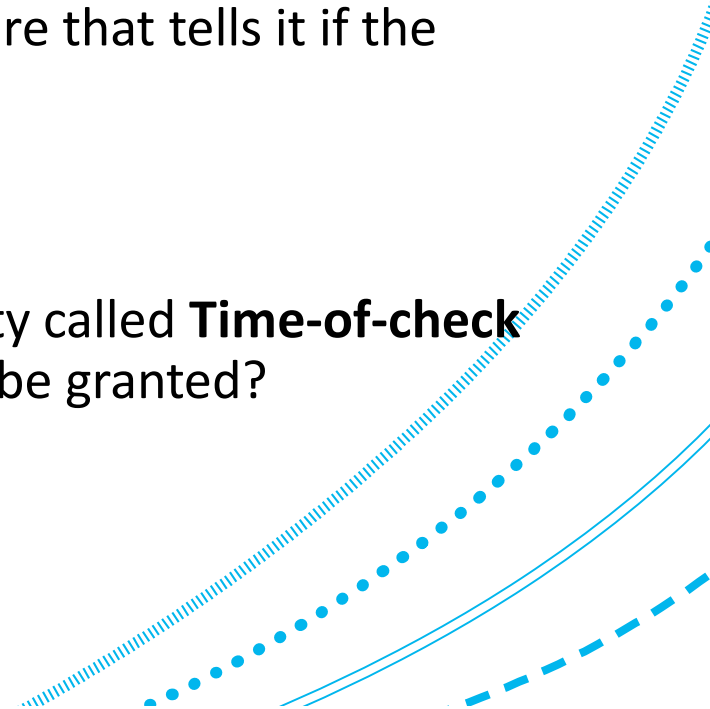 re that tells it if the
ty called Time-of-check
be granted?